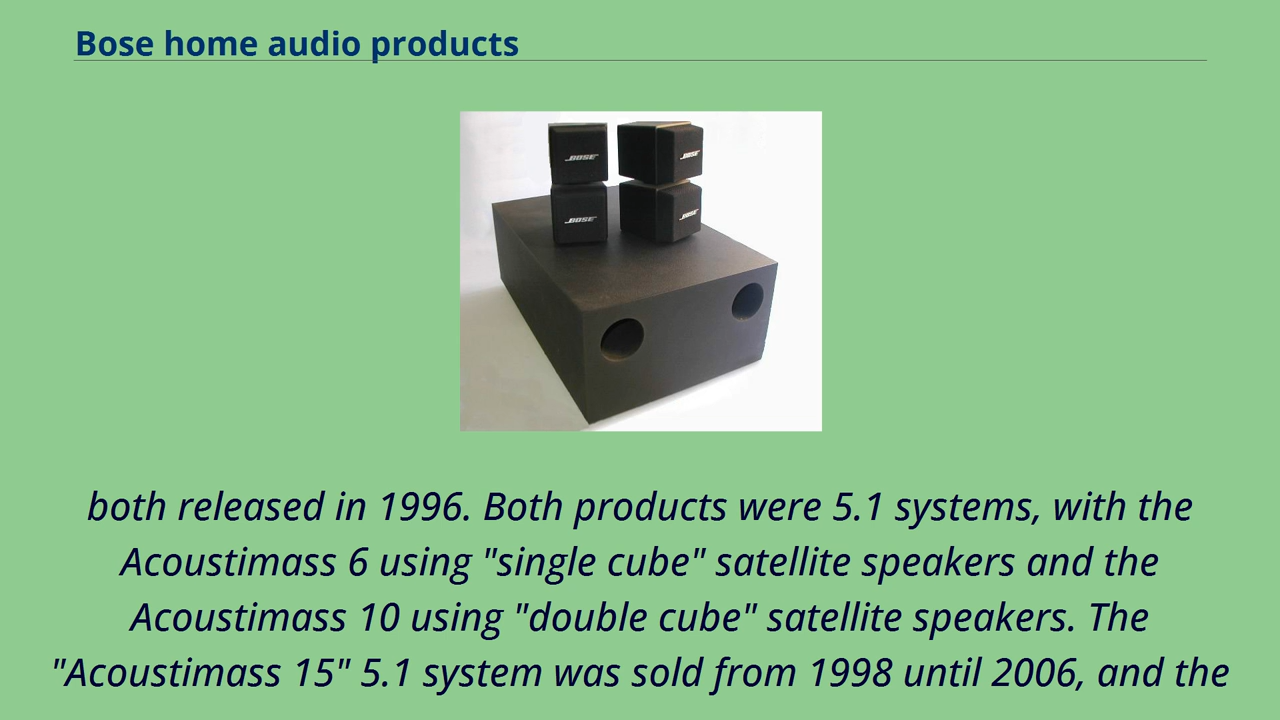 Bose home audio products
BOSE
BOSE
BOSE
BOSE
both released in 1996. Both products were 5.1 systems, with the
Acoustimass 6 using "single cube" satellite speakers and the
Acoustimass 10 using "double cube" satellite speakers. The
"Acoustimass 15" 5.1 system was sold from 1998 until 2006, and the